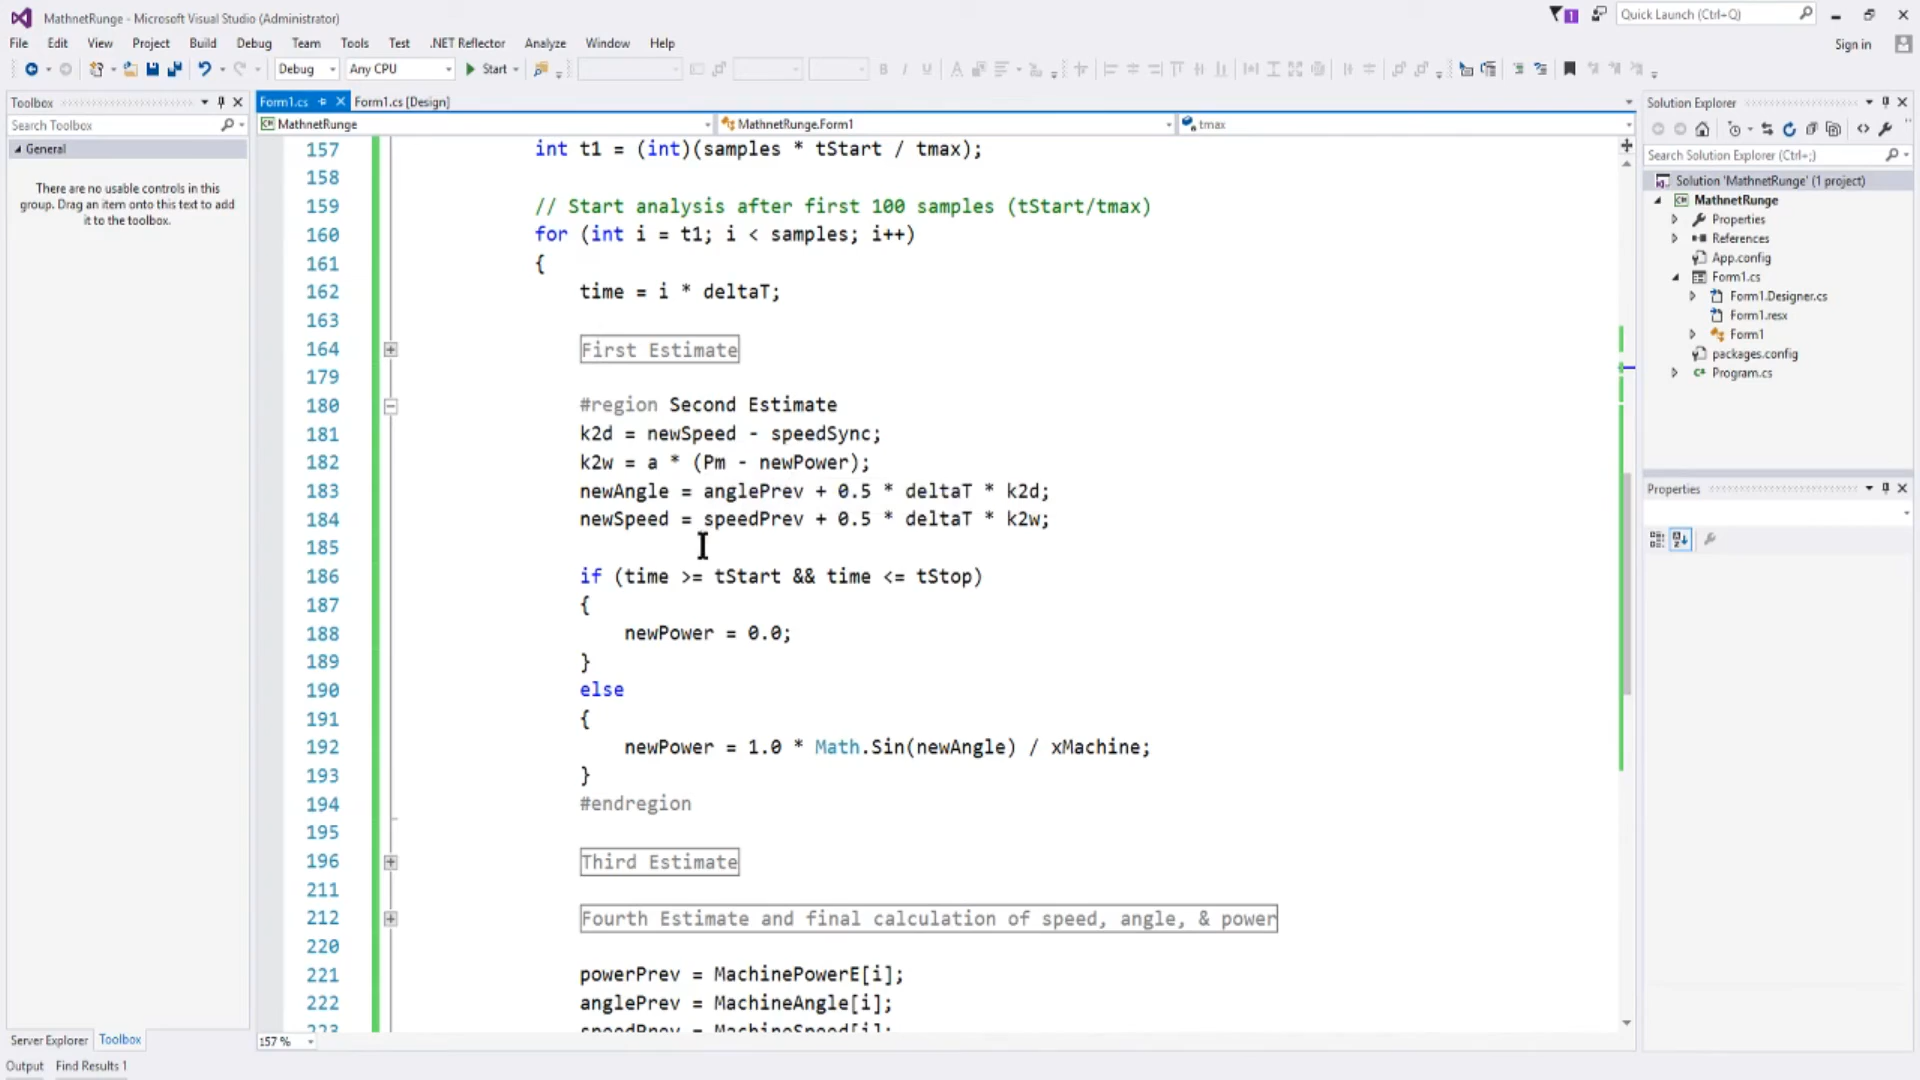 MathnetRunge - Microsoft Visual Studio (Administrator)
1
Quick Launch (Ctrl+Q)
File Edit View Project Build Debug Team Tools Test .NET Reflector Analyze Window Help
Sign in
Debug
Any CPU
Start
Toolbox
Search Toolbox
General
There are no usable controls in this
group. Drag an item onto this text to add
it to the toolbox.
Form1.cs
Form1.cs [Design]
MathnetRunge
MathnetRunge.Form1
tmax
157 int t1 = (int)(samples * tStart / tmax);
158
159 // Start analysis after first 100 samples (tStart/tmax)
160 for (int i = t1; i < samples; i++)
161 {
162 time = i * deltaT;
163
164 First Estimate
179
180 #region Second Estimate
181 k2d = newSpeed - speedSync;
182 k2w = a * (Pm - newPower);
183 newAngle = anglePrev + 0.5 * deltaT * k2d;
184 newSpeed = speedPrev + 0.5 * deltaT * k2w;
185
186 if (time >= tStart && time <= tStop)
187 {
188 newPower = 0.0;
189 }
190 else
191 {
192 newPower = 1.0 * Math.Sin(newAngle) / xMachine;
193 }
194 #endregion
195
196 Third Estimate
211
212 Fourth Estimate and final calculation of speed, angle, & power
220
221 powerPrev = MachinePowerE[i];
222 anglePrev = MachineAngle[i];
223 speedPrev = MachineSpeed[i];
157 %
Solution Explorer
Search Solution Explorer (Ctrl+;)
Solution 'MathnetRunge' (1 project)
MathnetRunge
Properties
References
App.config
Form1.cs
Form1.Designer.cs
Form1.resx
Form1
packages.config
Program.cs
Properties
Server Explorer Toolbox
Output Find Results 1